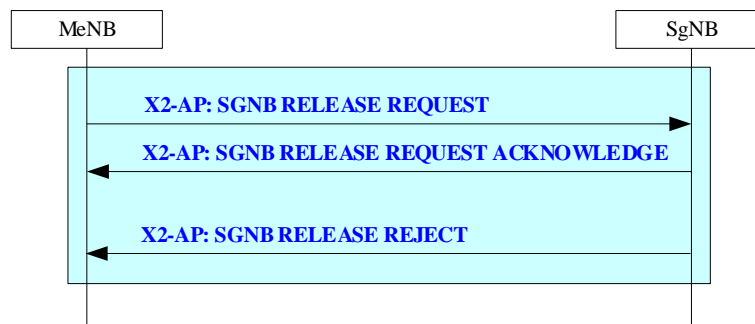 MeNB
SgNB
X2-AP: SGNB RELEASE REQUEST
X2-AP: SGNB RELEASE REQUEST ACKNOWLEDGE
X2-AP: SGNB RELEASE REJECT